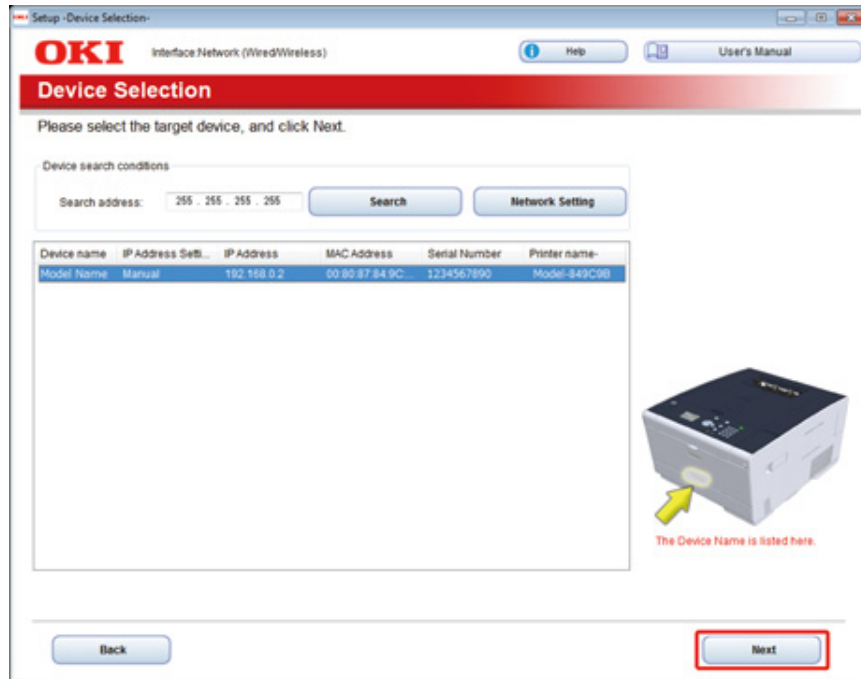 Setup -Device Selection-
OKI Interface:Network (Wired/Wireless) Help User's Manual
Device Selection
Please select the target device, and click Next.
Device search conditions
Search address: 255 . 255 . 255 . 255 Search Network Setting
Device name IP Address Setti... IP Address MAC Address Serial Number Printer name-
Model Name Manual 192.168.0.2 00:80:87:84:9C:... 1234567890 Model-849C9B
The Device Name is listed here.
Back Next